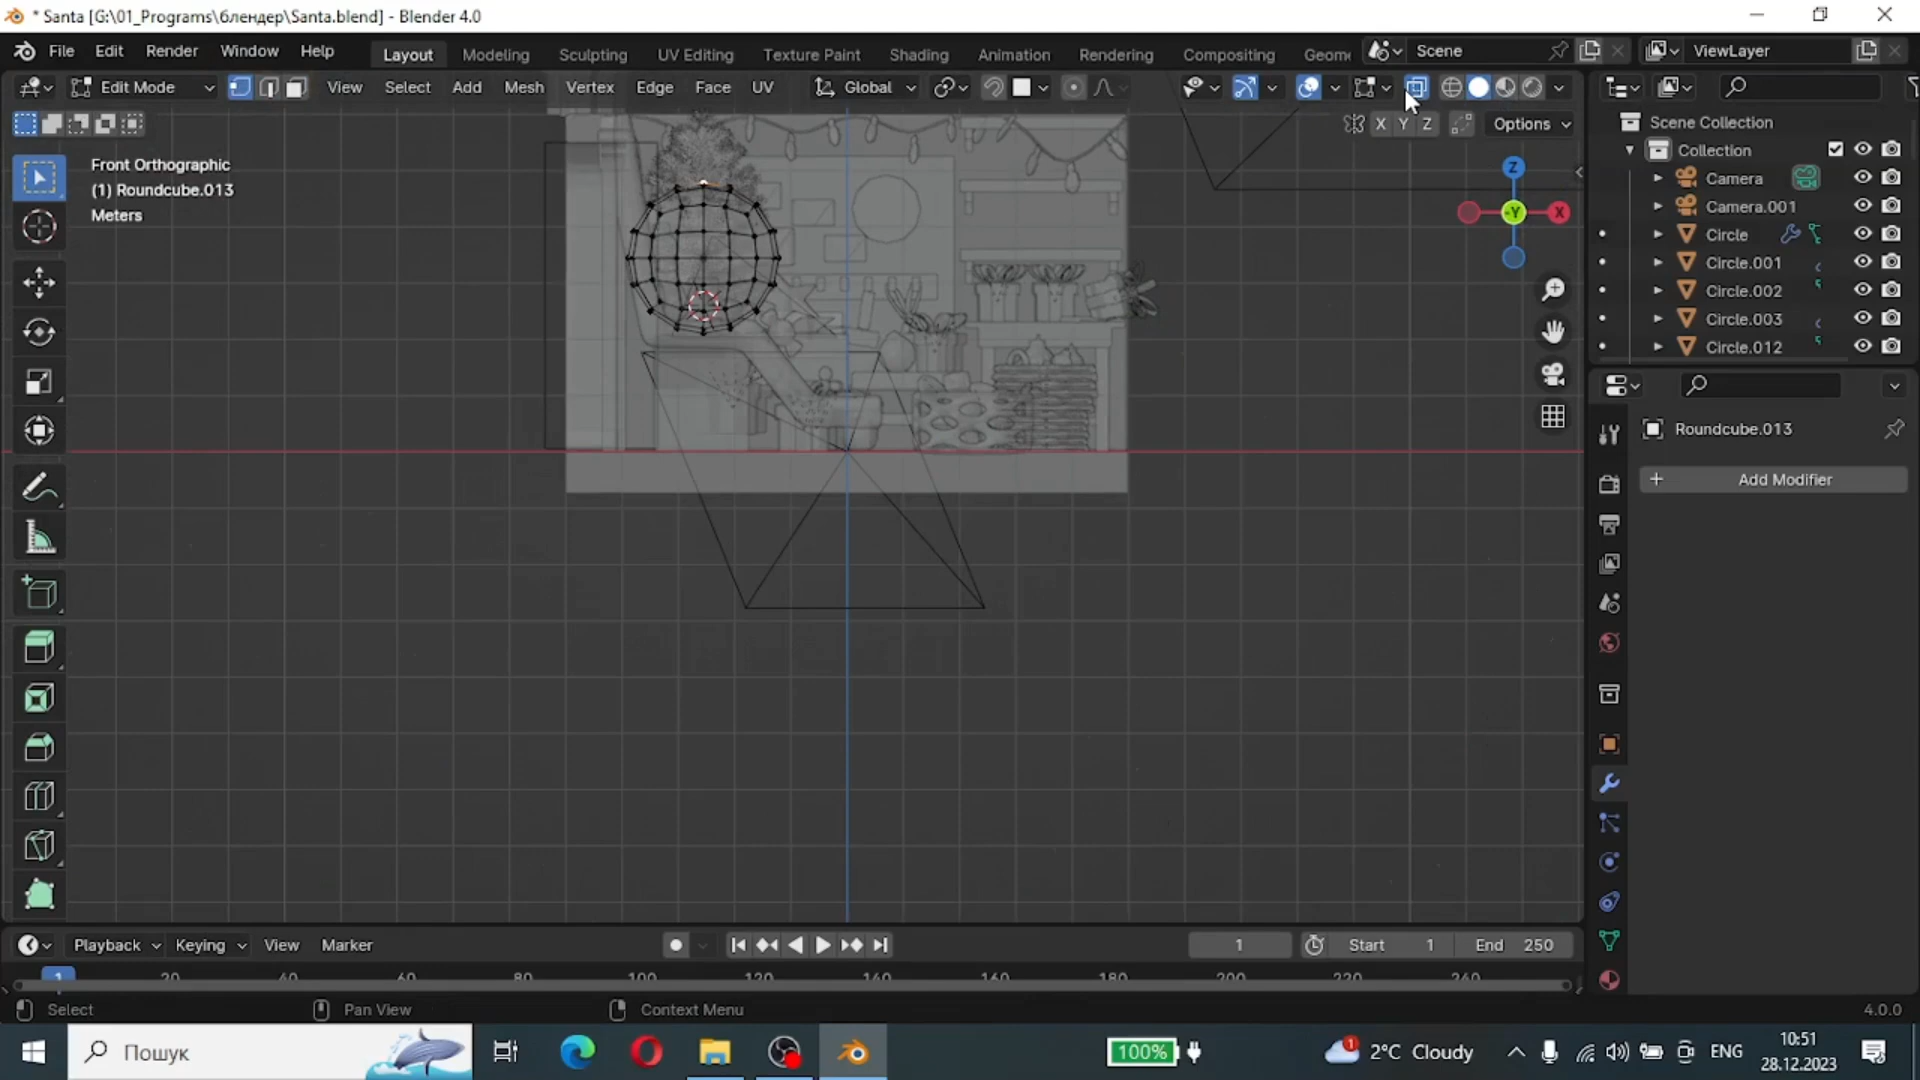 * Santa [G:\01_Programs\блендер\Santa.blend] - Blender 4.0
File Edit Render Window Help Layout Modeling Sculpting UV Editing Texture Paint Shading Animation Rendering Compositing Geom Scene ViewLayer
Edit Mode View Select Add Mesh Vertex Edge Face UV Global
X Y Z Options
Front Orthographic
(1) Roundcube.013
Meters
Z
-Y X
Scene Collection
Collection
Camera
Camera.001
Circle
Circle.001
Circle.002
Circle.003
Circle.012
Roundcube.013
+ Add Modifier
Playback Keying View Marker 1 Start 1 End 250
1 20 40 60 80 100 120 140 160 180 200 220 240
Select Pan View Context Menu 4.0.0
Пошук 100% 1 2°C Cloudy ENG 10:51
28.12.2023